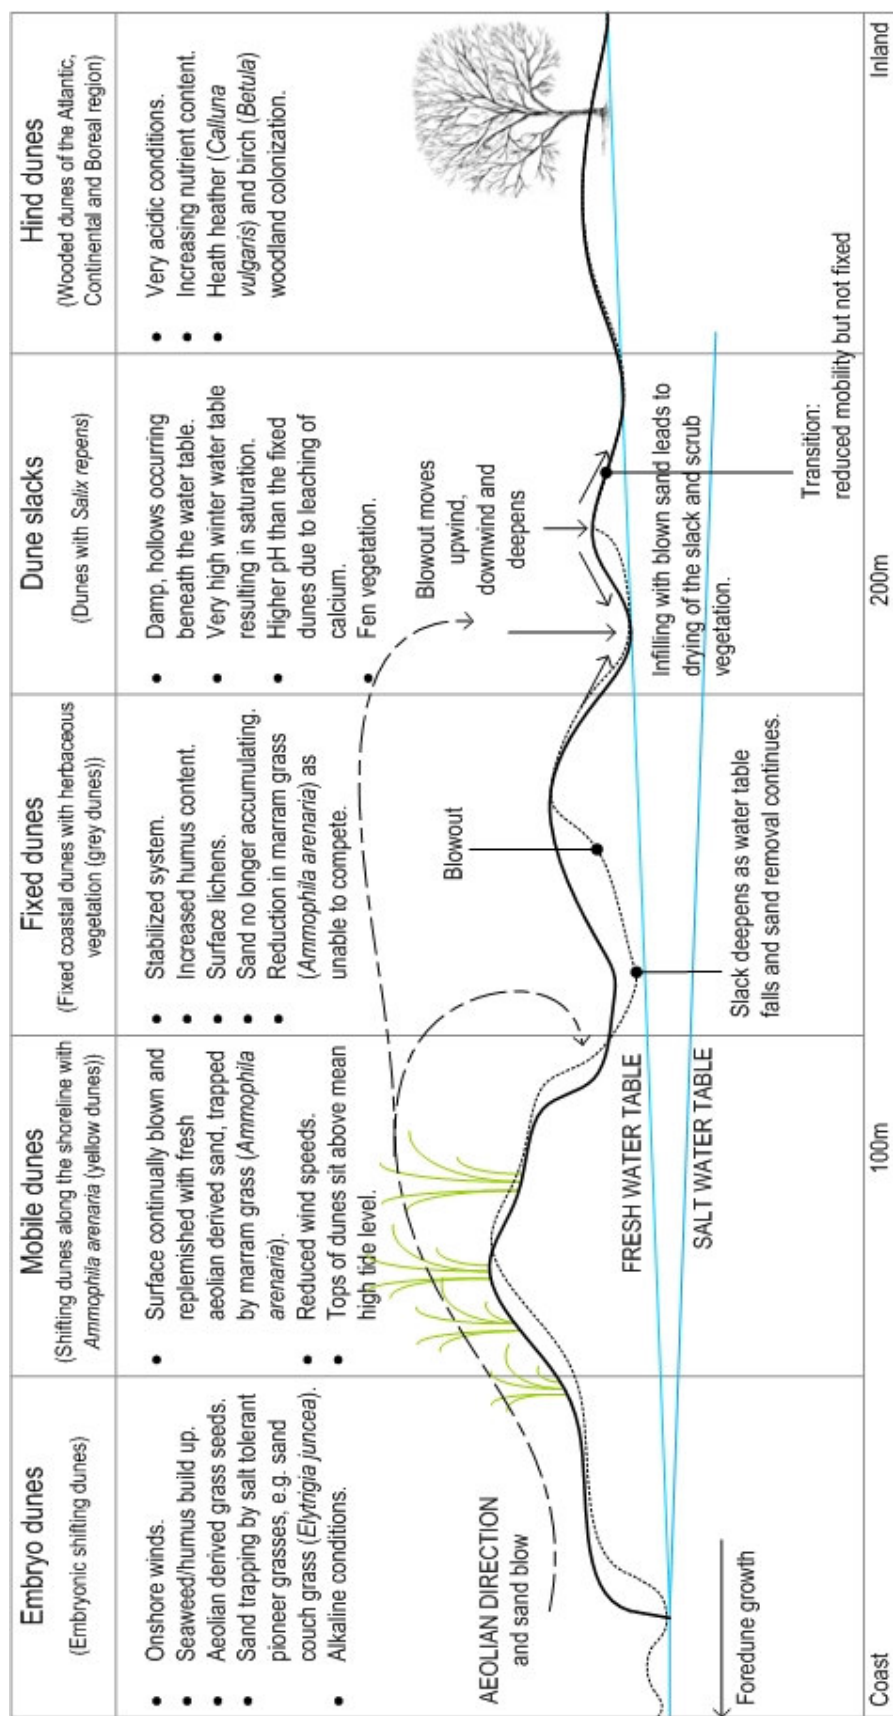 Embryo dunes
(Embryonic shifting dunes)
Mobile dunes
(Shifting dunes along the shoreline with
Ammophila arenaria (yellow dunes))
Fixed dunes
(Fixed coastal dunes with herbaceous
vegetation (grey dunes))
Dune slacks
(Dunes with Salix repens)
Hind dunes
(Wooded dunes of the Atlantic,
Continental and Boreal region)
• Onshore winds.
• Seaweed/humus build up.
• Aeolian derived grass seeds.
• Sand trapping by salt tolerant
pioneer grasses, e.g. sand
couch grass (Elytrigia juncea).
• Alkaline conditions.
• Surface continually blown and
replenished with fresh
aeolian derived sand, trapped
by marram grass (Ammophila
arenaria).
• Reduced wind speeds.
• Tops of dunes sit above mean
high tide level.
• Stabilized system.
• Increased humus content.
• Surface lichens.
• Sand no longer accumulating.
• Reduction in marram grass
(Ammophila arenaria) as
unable to compete.
• Damp, hollows occurring
beneath the water table.
• Very high winter water table
resulting in saturation.
• Higher pH than the fixed
dunes due to leaching of
calcium.
• Fen vegetation.
• Very acidic conditions.
• Increasing nutrient content.
• Heath heather (Calluna
vulgaris) and birch (Betula)
woodland colonization.
AEOLIAN DIRECTION
and sand blow
Blowout
Blowout moves
upwind,
downwind and
deepens
FRESH WATER TABLE
SALT WATER TABLE
Infilling with blown sand leads to
drying of the slack and scrub
vegetation.
Foredune growth
Slack deepens as water table
falls and sand removal continues.
Transition:
reduced mobility but not fixed
Coast
100m
200m
Inland